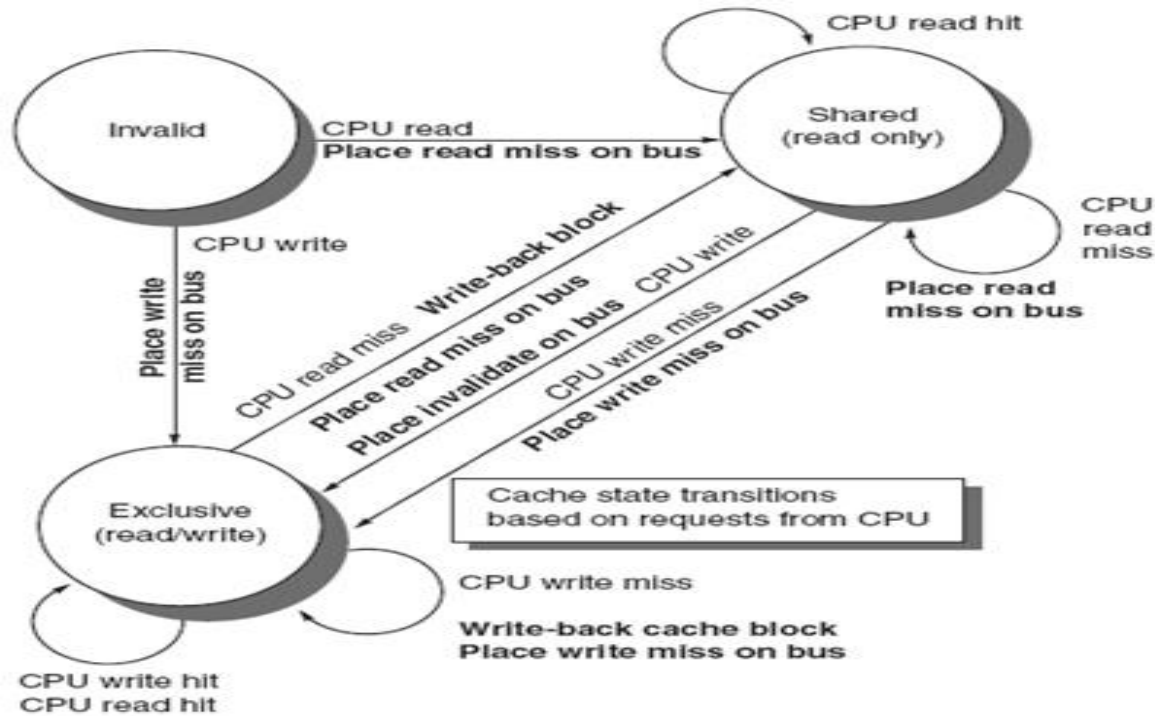 CPU read hit
Invalid
Shared
(read only)
CPU read
Place read miss on bus
CPU
read
miss
Place read
miss on bus
CPU write
Place write
miss on bus
CPU read miss Write-back block
Place read miss on bus
Place invalidate on bus CPU write
CPU write miss
Place write miss on bus
Exclusive
(read/write)
Cache state transitions
based on requests from CPU
CPU write miss
Write-back cache block
Place write miss on bus
CPU write hit
CPU read hit